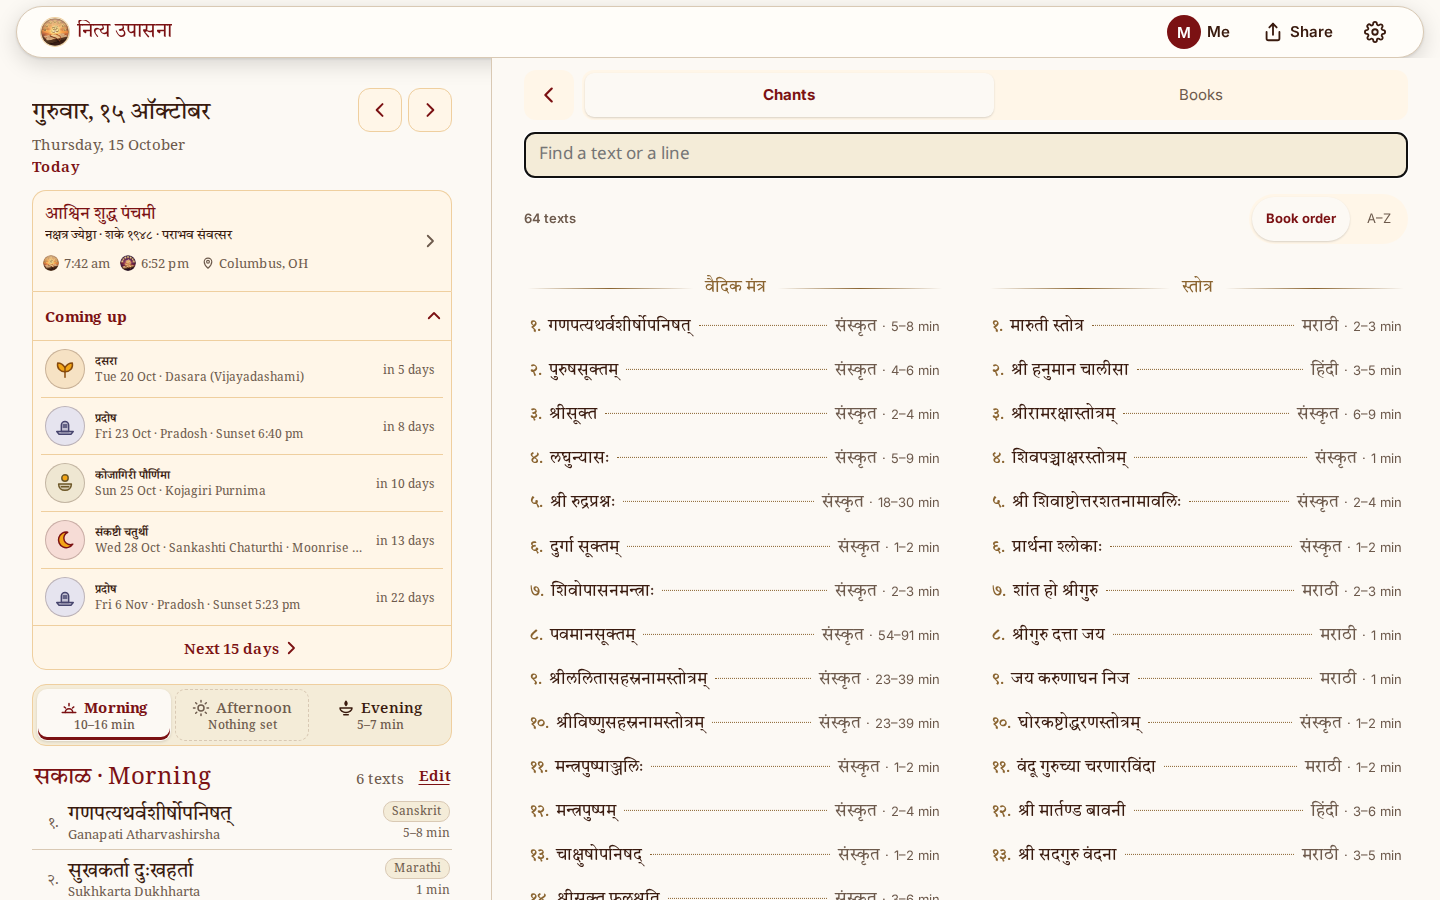 नित्य उपासना
M Me
Share
गुरुवार, १५ ऑक्टोबर
Thursday, 15 October
Today
आश्विन शुद्ध पंचमी
नक्षत्र ज्येष्ठा · शके १९४८ · पराभव संवत्सर
7:42 am 6:52 pm Columbus, OH
Coming up
दसरा
Tue 20 Oct · Dasara (Vijayadashami)
in 5 days
प्रदोष
Fri 23 Oct · Pradosh · Sunset 6:40 pm
in 8 days
कोजागिरी पौर्णिमा
Sun 25 Oct · Kojagiri Purnima
in 10 days
संकष्टी चतुर्थी
Wed 28 Oct · Sankashti Chaturthi · Moonrise ...
in 13 days
प्रदोष
Fri 6 Nov · Pradosh · Sunset 5:23 pm
in 22 days
Next 15 days
Morning
10–16 min
Afternoon
Nothing set
Evening
5–7 min
सकाळ · Morning
6 texts Edit
१. गणपत्यथर्वशीर्षोपनिषत्
Ganapati Atharvashirsha
Sanskrit
5–8 min
२. सुखकर्ता दुःखहर्ता
Sukhkarta Dukhharta
Marathi
1 min
Chants
Books
Find a text or a line
64 texts
Book order
A–Z
वैदिक मंत्र
१. गणपत्यथर्वशीर्षोपनिषत् संस्कृत · 5–8 min
२. पुरुषसूक्तम् संस्कृत · 4–6 min
३. श्रीसूक्त संस्कृत · 2–4 min
४. लघुन्यासः संस्कृत · 5–9 min
५. श्री रुद्रप्रश्नः संस्कृत · 18–30 min
६. दुर्गा सूक्तम् संस्कृत · 1–2 min
७. शिवोपासनमन्त्राः संस्कृत · 2–3 min
८. पवमानसूक्तम् संस्कृत · 54–91 min
९. श्रीललितासहस्रनामस्तोत्रम् संस्कृत · 23–39 min
१०. श्रीविष्णुसहस्रनामस्तोत्रम् संस्कृत · 23–39 min
११. मन्त्रपुष्पाञ्जलिः संस्कृत · 1–2 min
१२. मन्त्रपुष्पम् संस्कृत · 2–4 min
१३. चाक्षुषोपनिषद् संस्कृत · 1–2 min
१४. श्रीसूक्त फलश्रुति संस्कृत · 3–6 min
स्तोत्र
१. मारुती स्तोत्र मराठी · 2–3 min
२. श्री हनुमान चालीसा हिंदी · 3–5 min
३. श्रीरामरक्षास्तोत्रम् संस्कृत · 6–9 min
४. शिवपञ्चाक्षरस्तोत्रम् संस्कृत · 1 min
५. श्री शिवाष्टोत्तरशतनामावलिः संस्कृत · 2–4 min
६. प्रार्थना श्लोकाः संस्कृत · 1–2 min
७. शांत हो श्रीगुरु मराठी · 2–3 min
८. श्रीगुरु दत्ता जय मराठी · 1 min
९. जय करुणाघन निज मराठी · 1 min
१०. घोरकष्टोद्धरणस्तोत्रम् संस्कृत · 1–2 min
११. वंदू गुरुच्या चरणारविंदा मराठी · 1–2 min
१२. श्री मार्तण्ड बावनी हिंदी · 3–6 min
१३. श्री सदगुरु वंदना मराठी · 3–5 min